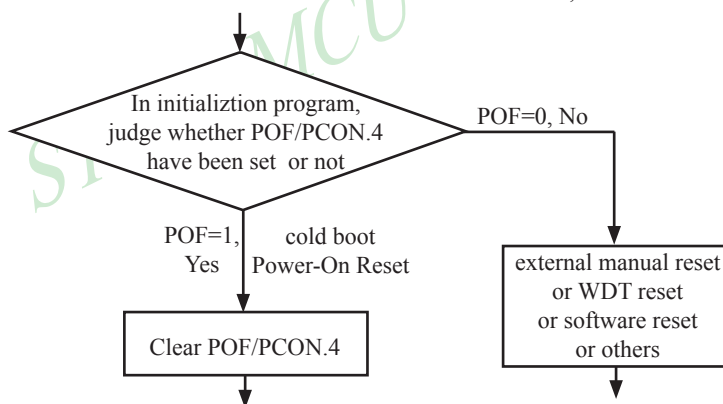 In initializtion program,
judge whether POF/PCON.4
have been set or not
POF=0, No
POF=1,
Yes
cold boot
Power-On Reset
Clear POF/PCON.4
external manual reset
or WDT reset
or software reset
or others
MCU